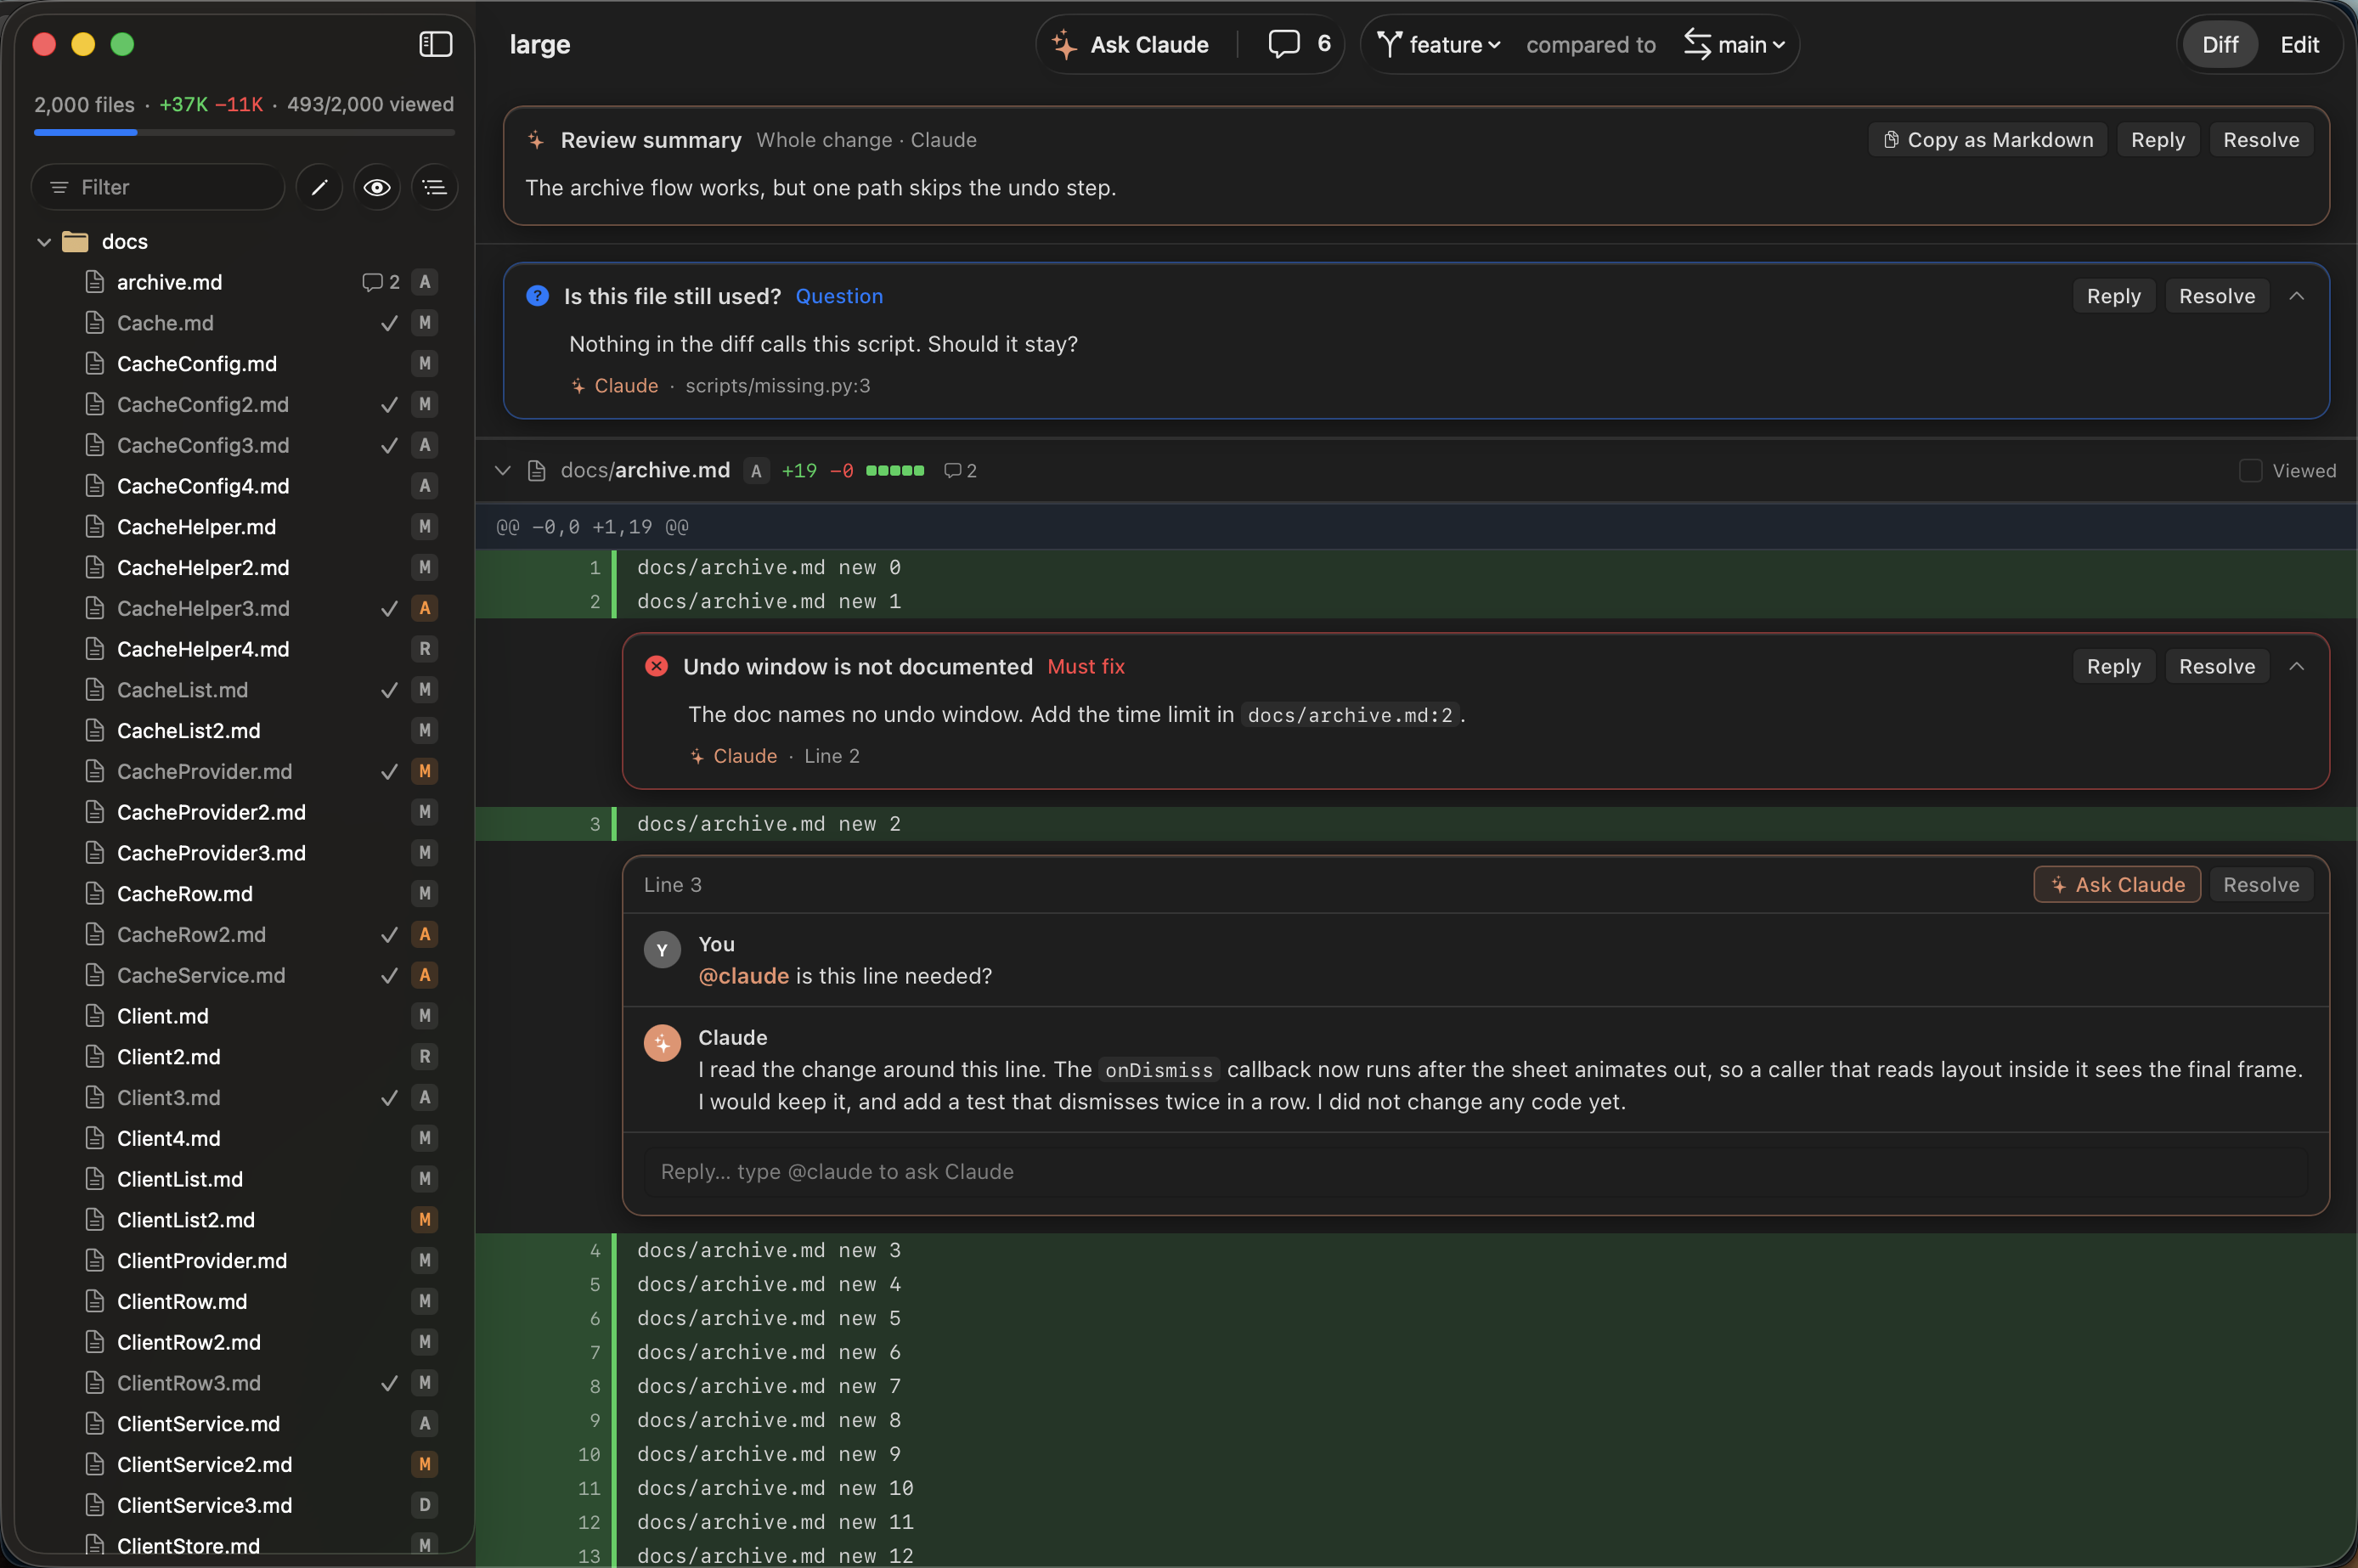 large
Ask Claude
6
feature
compared to
main
Diff
Edit
2,000 files · +37K −11K · 493/2,000 viewed
Filter
docs
archive.md 2 A
Cache.md M
CacheConfig.md M
CacheConfig2.md M
CacheConfig3.md A
CacheConfig4.md A
CacheHelper.md M
CacheHelper2.md M
CacheHelper3.md A
CacheHelper4.md R
CacheList.md M
CacheList2.md M
CacheProvider.md M
CacheProvider2.md M
CacheProvider3.md M
CacheRow.md M
CacheRow2.md A
CacheService.md A
Client.md M
Client2.md R
Client3.md A
Client4.md M
ClientList.md M
ClientList2.md M
ClientProvider.md M
ClientRow.md M
ClientRow2.md M
ClientRow3.md M
ClientService.md A
ClientService2.md M
ClientService3.md D
ClientStore.md M
Review summary Whole change · Claude
Copy as Markdown
Reply
Resolve
The archive flow works, but one path skips the undo step.
? Is this file still used? Question
Reply
Resolve
Nothing in the diff calls this script. Should it stay?
Claude · scripts/missing.py:3
docs/archive.md A +19 −0 2
Viewed
@@ −0,0 +1,19 @@
1 docs/archive.md new 0
2 docs/archive.md new 1
Undo window is not documented Must fix
Reply
Resolve
The doc names no undo window. Add the time limit in docs/archive.md:2.
Claude · Line 2
3 docs/archive.md new 2
Line 3
Ask Claude
Resolve
Y
You
@claude is this line needed?
Claude
I read the change around this line. The onDismiss callback now runs after the sheet animates out, so a caller that reads layout inside it sees the final frame.
I would keep it, and add a test that dismisses twice in a row. I did not change any code yet.
Reply... type @claude to ask Claude
4 docs/archive.md new 3
5 docs/archive.md new 4
6 docs/archive.md new 5
7 docs/archive.md new 6
8 docs/archive.md new 7
9 docs/archive.md new 8
10 docs/archive.md new 9
11 docs/archive.md new 10
12 docs/archive.md new 11
13 docs/archive.md new 12